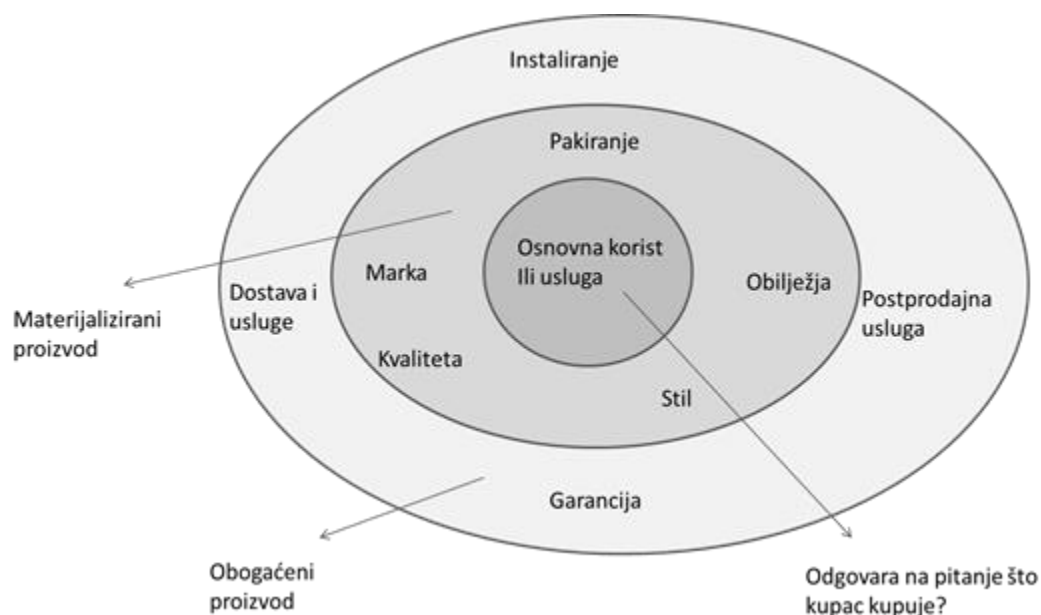 Instaliranje
Pakiranje
Osnovna korist
Ili usluga
Marka
Obilježja
Dostava i
usluge
Postprodajna
usluga
Materijalizirani
proizvod
Kvaliteta
Stil
Garancija
Obogaćeni
proizvod
Odgovara na pitanje što
kupac kupuje?